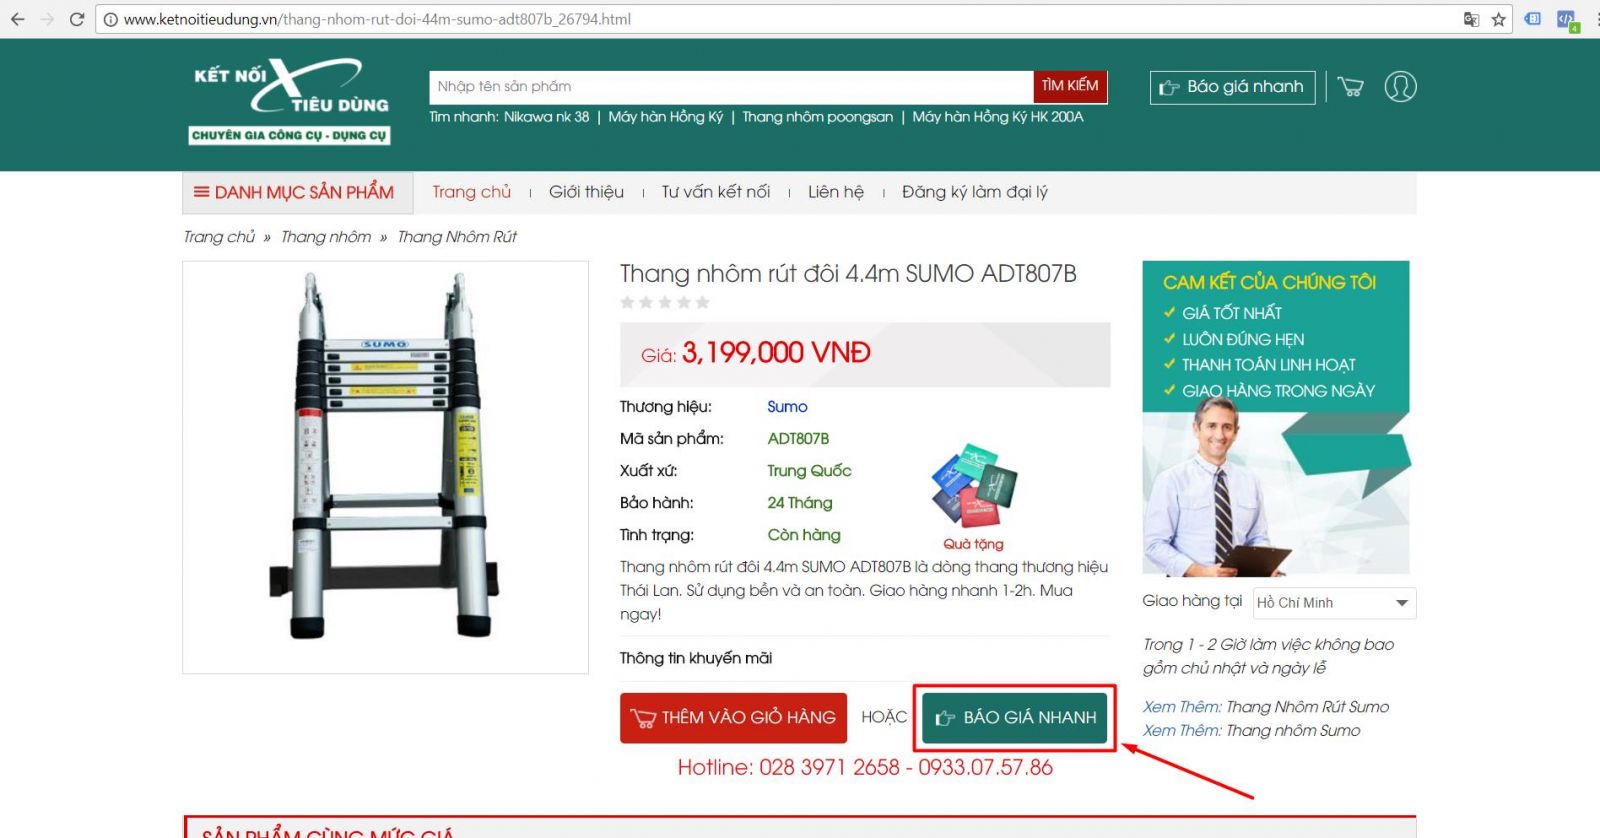 www.ketnoitieudung.vn/thang-nhom-rut-doi-44m-sumo-adt807b_26794.html
KẾT NỐI
TIÊU DÙNG
CHUYÊN GIA CÔNG CỤ - DỤNG CỤ
Nhập tên sản phẩm
TÌM KIẾM
Tìm nhanh: Nikawa nk 38 | Máy hàn Hồng Ký | Thang nhôm poongsan | Máy hàn Hồng Ký HK 200A
Báo giá nhanh
DANH MỤC SẢN PHẨM
Trang chủ
Giới thiệu
Tư vấn kết nối
Liên hệ
Đăng ký làm đại lý
Trang chủ » Thang nhôm » Thang Nhôm Rút
SUMO
Thang nhôm rút đôi 4.4m SUMO ADT807B
Giá: 3,199,000 VNĐ
Thương hiệu: Sumo
Mã sản phẩm: ADT807B
Xuất xứ: Trung Quốc
Bảo hành: 24 Tháng
Tình trạng: Còn hàng
Quà tặng
Thang nhôm rút đôi 4.4m SUMO ADT807B là dòng thang thương hiệu
Thái Lan. Sử dụng bền và an toàn. Giao hàng nhanh 1-2h. Mua
ngay!
Thông tin khuyến mãi
THÊM VÀO GIỎ HÀNG
HOẶC
BÁO GIÁ NHANH
Hotline: 028 3971 2658 - 0933.07.57.86
CAM KẾT CỦA CHÚNG TÔI
GIÁ TỐT NHẤT
LUÔN ĐÚNG HẸN
THANH TOÁN LINH HOẠT
GIAO HÀNG TRONG NGÀY
Giao hàng tại
Hồ Chí Minh
Trong 1 - 2 Giờ làm việc không bao
gồm chủ nhật và ngày lễ
Xem Thêm: Thang Nhôm Rút Sumo
Xem Thêm: Thang nhôm Sumo
SẢN PHẨM CÙNG MỨC GIÁ